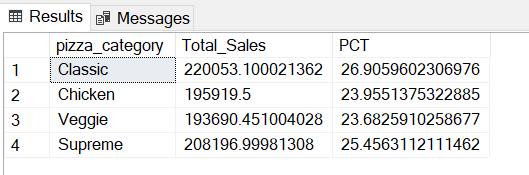 Results Messages
pizza_category Total_Sales PCT
1 Classic 220053.100021362 26.9059602306976
2 Chicken 195919.5 23.9551375322885
3 Veggie 193690.451004028 23.6825910258677
4 Supreme 208196.99981308 25.4563112111462